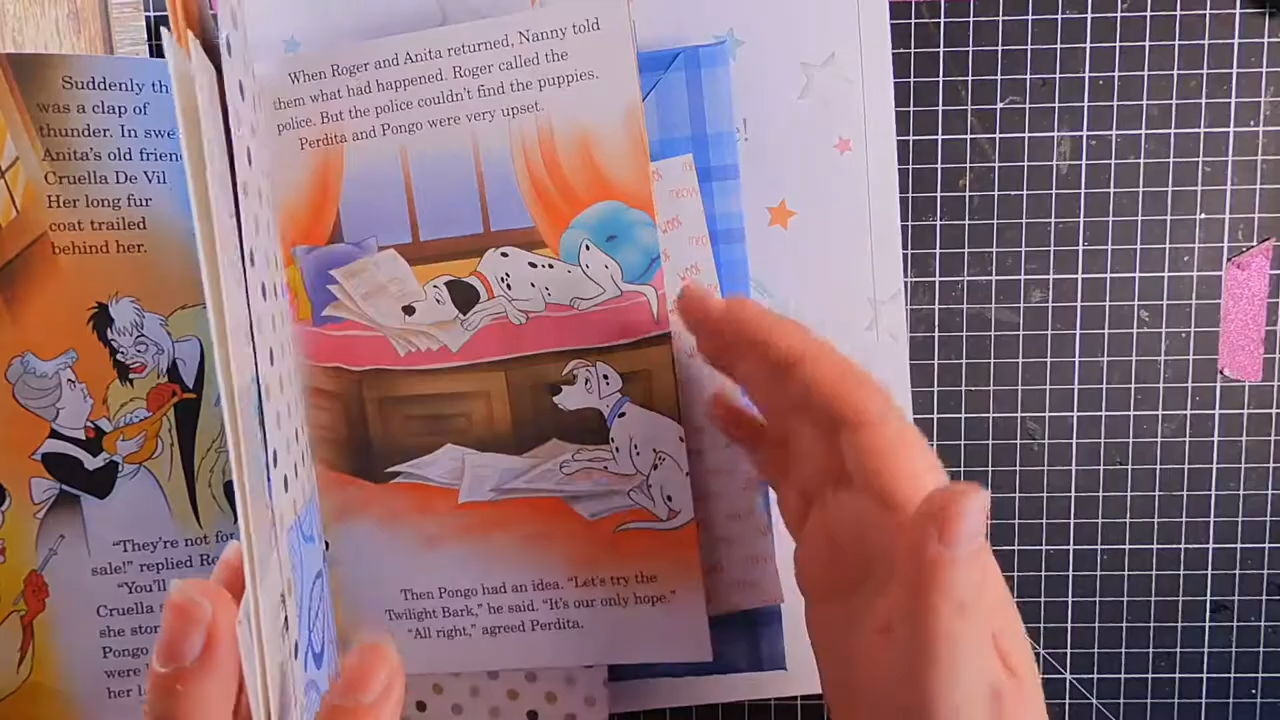 Suddenly th
was a clap of
thunder. In swe
Anita's old frien
Cruella De Vil
Her long fur
coat trailed
behind her.
"They're not for
sale!" replied Ro
"You'll
Cruella s
she stor
Pongo
were
her l
When Roger and Anita returned, Nanny told
them what had happened. Roger called the
police. But the police couldn't find the puppies.
Perdita and Pongo were very upset.
Then Pongo had an idea. "Let's try the
Twilight Bark," he said. "It's our only hope."
"All right," agreed Perdita.
meow
woof
meo
woof
e!